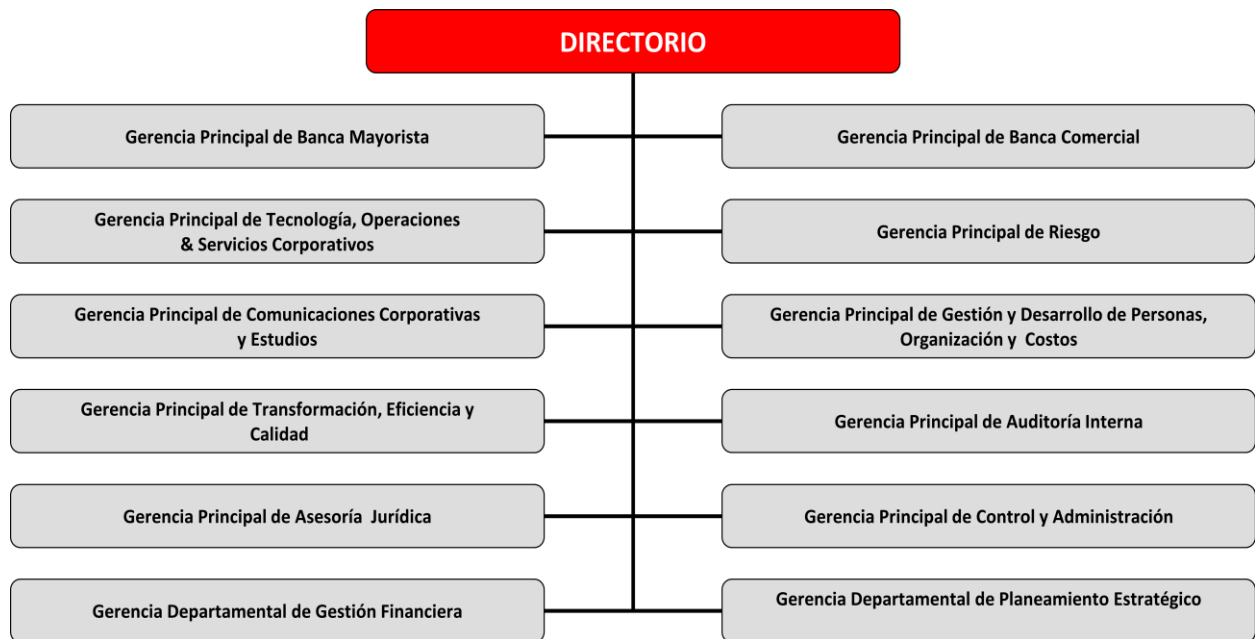 DIRECTORIO
Gerencia Principal de Banca Mayorista
Gerencia Principal de Banca Comercial
Gerencia Principal de Tecnología, Operaciones
& Servicios Corporativos
Gerencia Principal de Riesgo
Gerencia Principal de Comunicaciones Corporativas
y Estudios
Gerencia Principal de Gestión y Desarrollo de Personas,
Organización y Costos
Gerencia Principal de Transformación, Eficiencia y
Calidad
Gerencia Principal de Auditoría Interna
Gerencia Principal de Asesoría Jurídica
Gerencia Principal de Control y Administración
Gerencia Departamental de Gestión Financiera
Gerencia Departamental de Planeamiento Estratégico